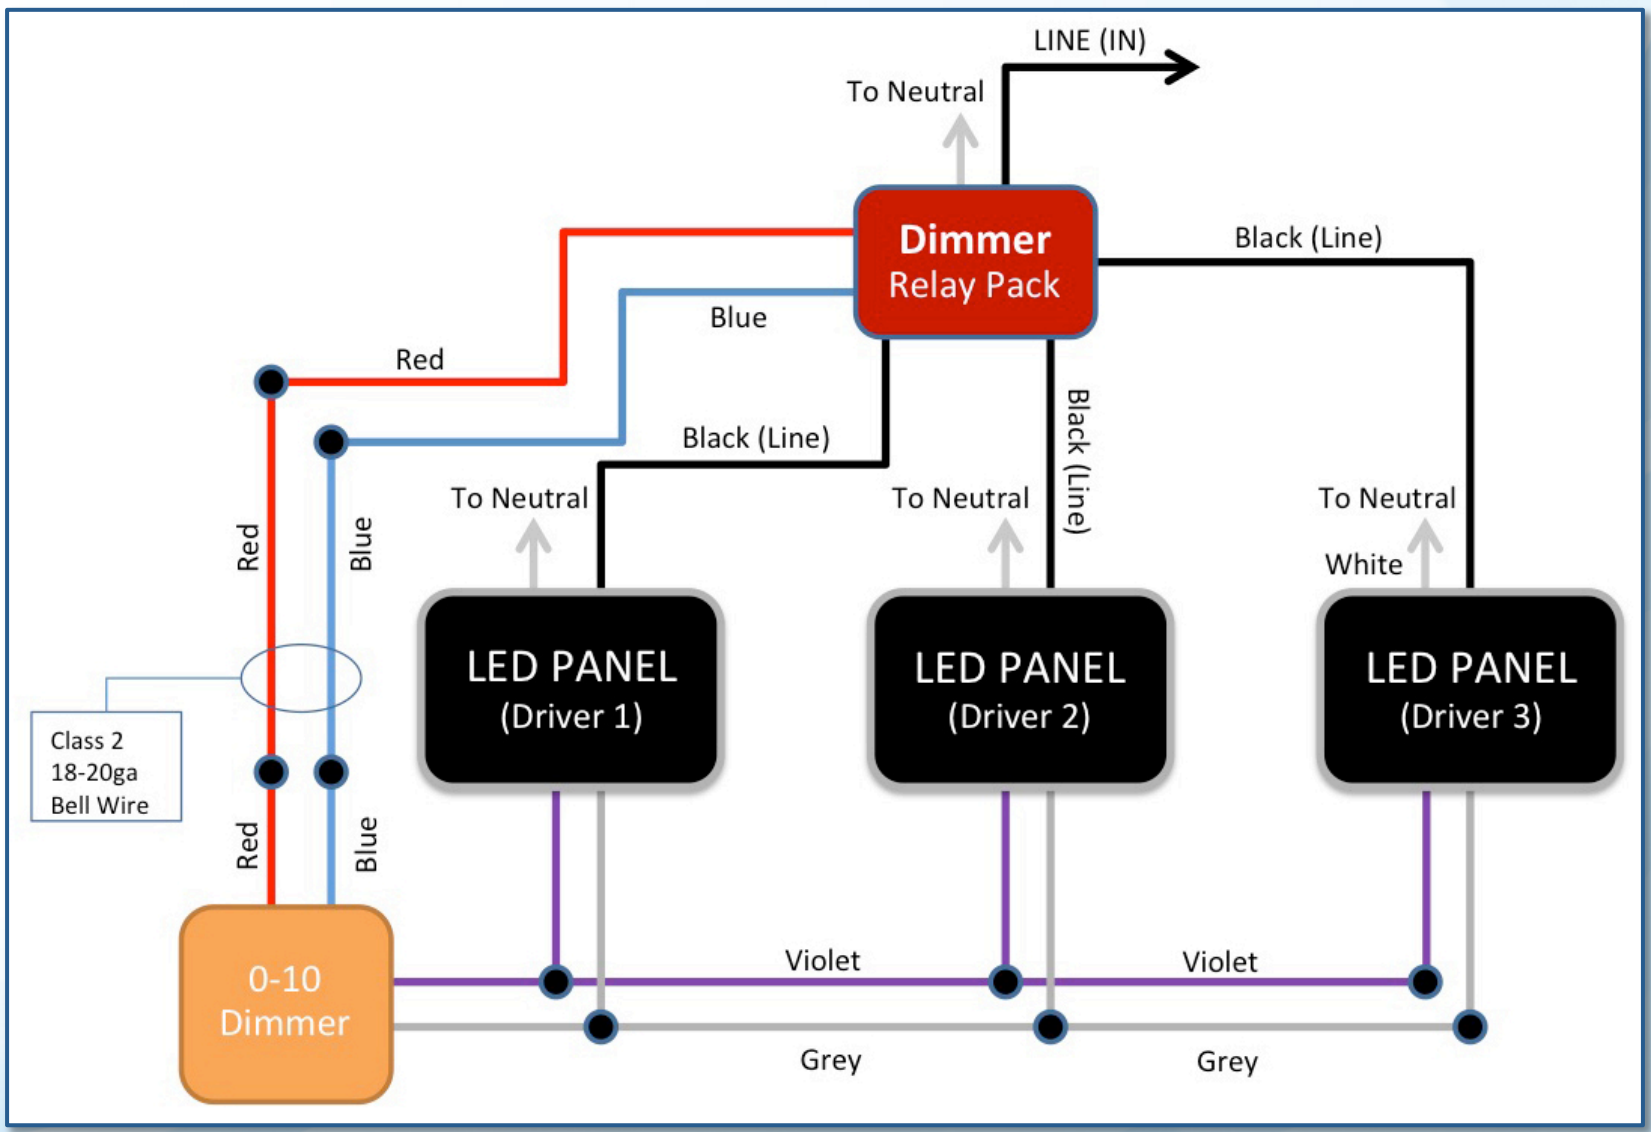 LINE (IN)
To Neutral
Dimmer
Relay Pack
Black (Line)
Blue
Red
Black (Line)
Black (Line)
To Neutral
To Neutral
To Neutral
White
Red
Blue
LED PANEL
(Driver 1)
LED PANEL
(Driver 2)
LED PANEL
(Driver 3)
Class 2
18-20ga
Bell Wire
Red
Blue
0-10
Dimmer
Violet
Violet
Grey
Grey